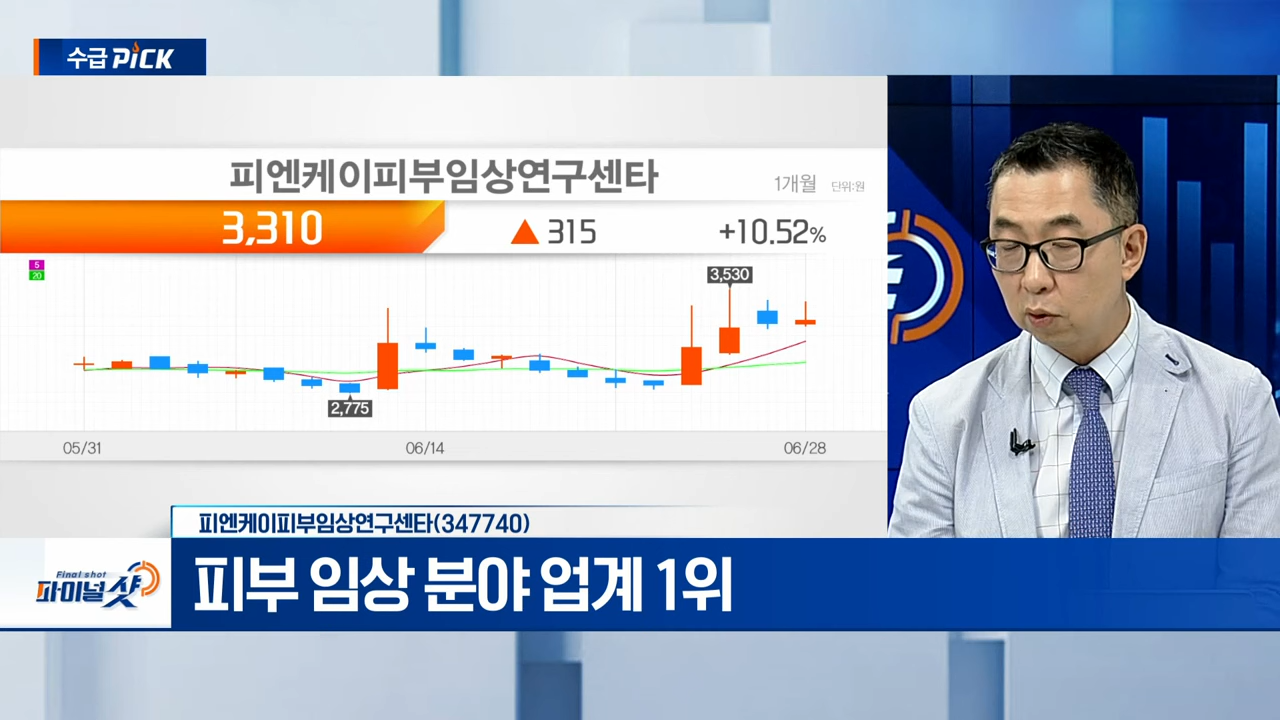 수급 PiCK
피엔케이피부임상연구센타
1개월 단위:원
3,310 ▲ 315 +10.52%
5
20
3,530
2,775
05/31 06/14 06/28
피엔케이피부임상연구센타(347740)
Final shot
파이널샷
피부 임상 분야 업계 1위